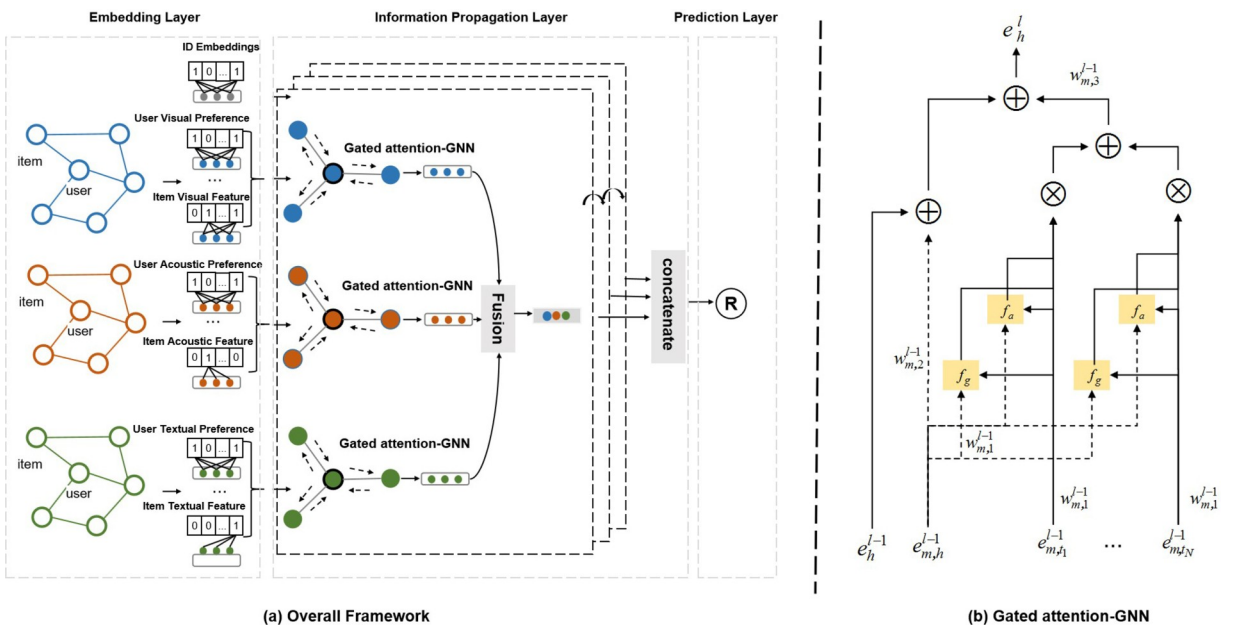 Embedding Layer
Information Propagation Layer
Prediction Layer
ID Embeddings
1 0 ... 1
User Visual Preference
1 0 ... 1
...
item
user
Item Visual Feature
0 1 ... 1
Gated attention-GNN
User Acoustic Preference
1 0 ... 1
...
item
user
Item Acoustic Feature
0 1 ... 0
Gated attention-GNN
Fusion
concatenate
R
User Textual Preference
1 0 ... 1
...
item
user
Item Textual Feature
0 0 ... 1
Gated attention-GNN
(a) Overall Framework
e_h^l
w_{m,3}^{l-1}
f_a
f_a
w_{m,2}^{l-1}
f_g
f_g
w_{m,1}^{l-1}
w_{m,1}^{l-1}
w_{m,1}^{l-1}
e_h^{l-1}
e_{m,h}^{l-1}
e_{m,t_1}^{l-1}
...
e_{m,t_N}^{l-1}
(b) Gated attention-GNN